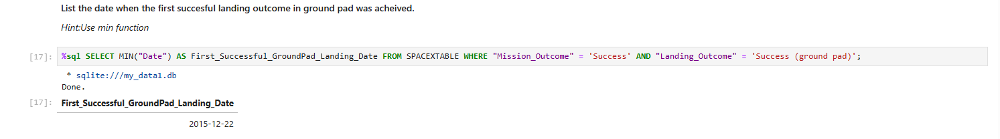 List the date when the first succesful landing outcome in ground pad was acheived.
Hint:Use min function
[17]: %sql SELECT MIN("Date") AS First_Successful_GroundPad_Landing_Date FROM SPACEXTABLE WHERE "Mission_Outcome" = 'Success' AND "Landing_Outcome" = 'Success (ground pad)';
* sqlite:///my_data1.db
Done.
[17]: First_Successful_GroundPad_Landing_Date
2015-12-22